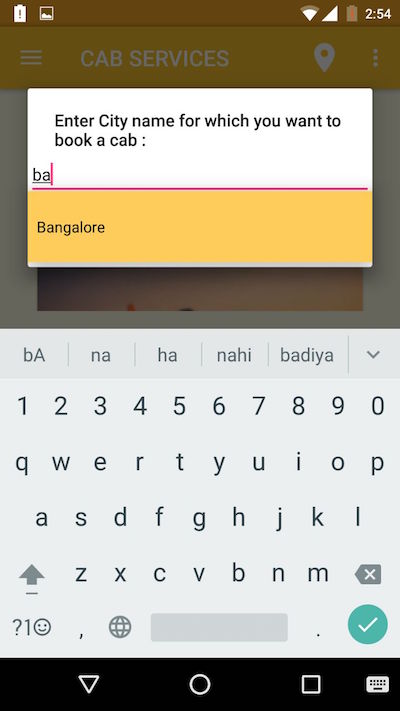 2:54
CAB SERVICES
Enter City name for which you want to
book a cab :
ba
Bangalore
bA na ha nahi badiya
1 2 3 4 5 6 7 8 9 0
q w e r t y u i o p
a s d f g h j k l
z x c v b n m
?1 , .